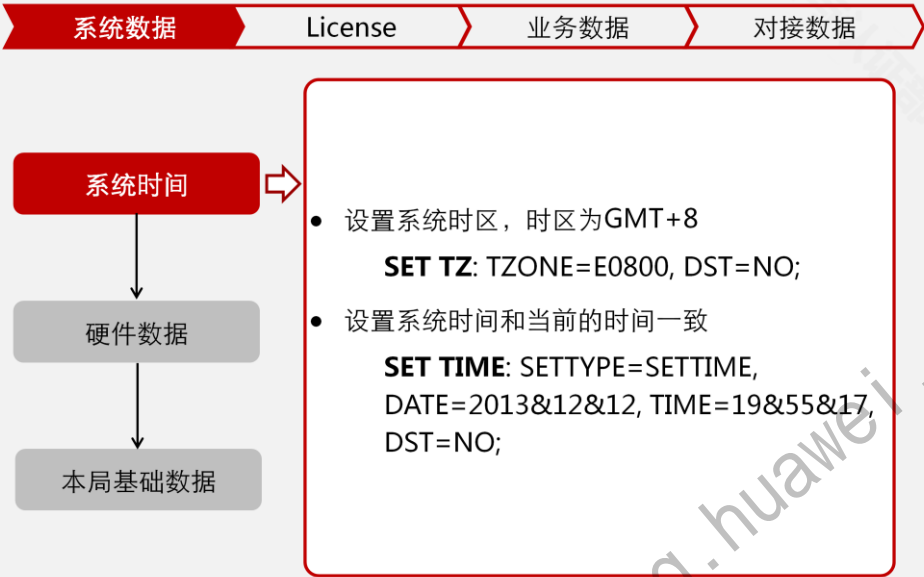 系统数据
License
业务数据
对接数据
系统时间
硬件数据
本局基础数据
● 设置系统时区，时区为GMT+8
SET TZ: TZONE=E0800, DST=NO;
● 设置系统时间和当前的时间一致
SET TIME: SETTYPE=SETTIME,
DATE=2013&12&12, TIME=19&55&17,
DST=NO;
g.huawei.